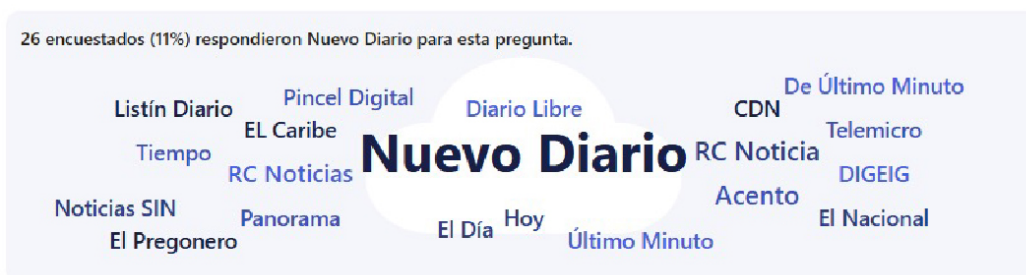 26 encuestados (11%) respondieron Nuevo Diario para esta pregunta.
De Último Minuto
Listín Diario
Pincel Digital
Diario Libre
CDN
EL Caribe
Telemicro
Tiempo
Nuevo Diario
RC Noticia
RC Noticias
DIGEIG
Acento
Noticias SIN
Panorama
El Día
Hoy
El Nacional
El Pregonero
Último Minuto